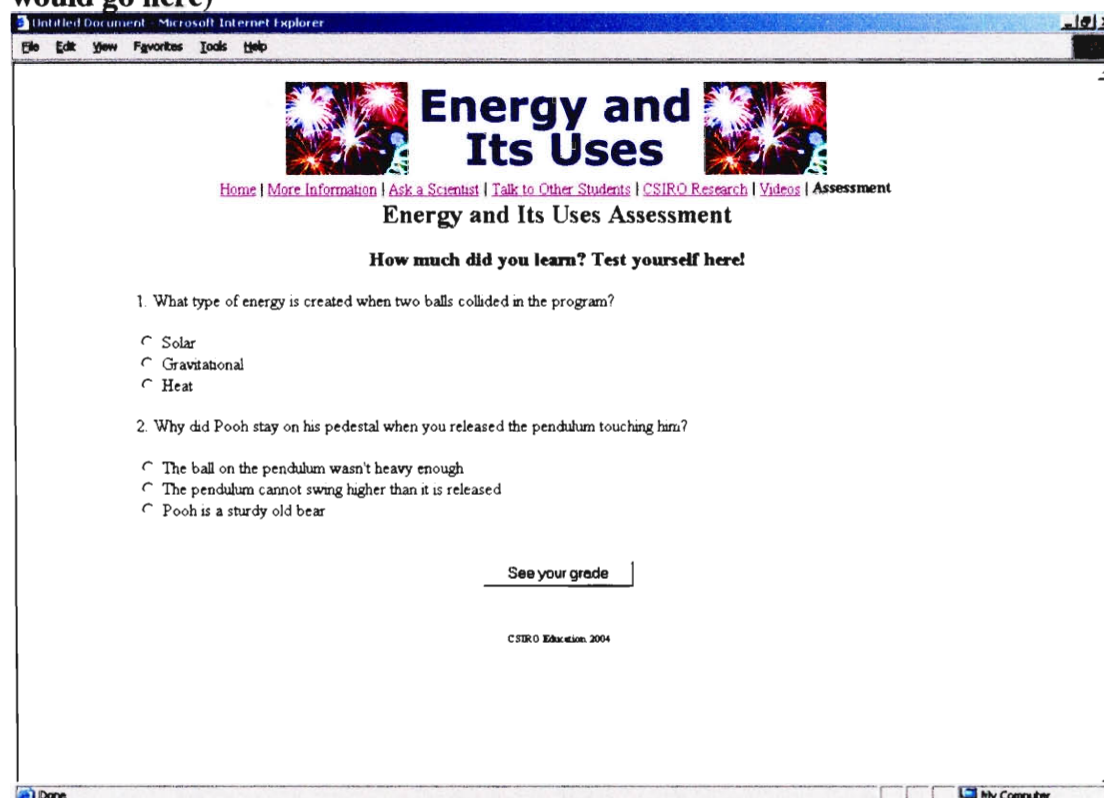 would go here)
Untitled Document - Microsoft Internet Explorer
File Edit View Favorites Tools Help
Energy and
Its Uses
Home | More Information | Ask a Scientist | Talk to Other Students | CSIRO Research | Videos | Assessment
Energy and Its Uses Assessment
How much did you learn? Test yourself here!
1. What type of energy is created when two balls collided in the program?
Solar
Gravitational
Heat
2. Why did Pooh stay on his pedestal when you released the pendulum touching him?
The ball on the pendulum wasn't heavy enough
The pendulum cannot swing higher than it is released
Pooh is a sturdy old bear
See your grade
CSIRO Education 2004
Done My Computer